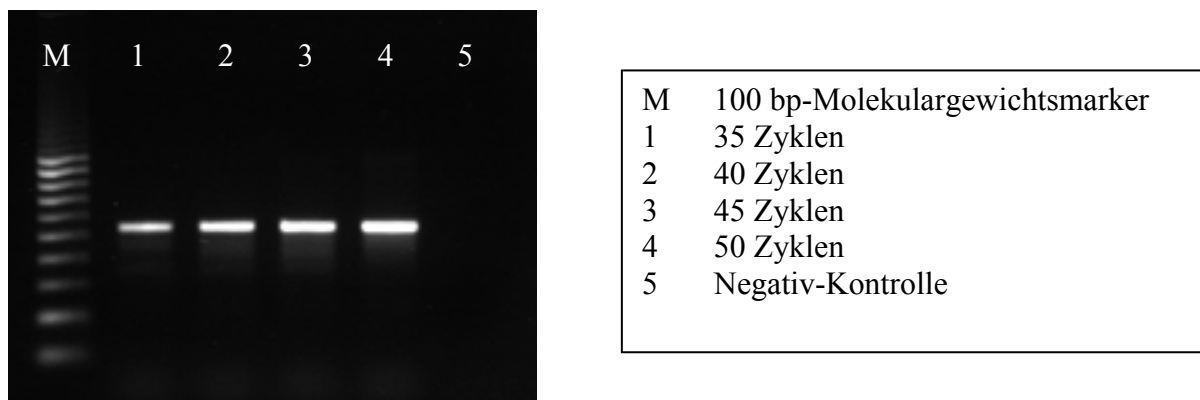 M 1 2 3 4 5
M 100 bp-Molekulargewichtsmarker
1 35 Zyklen
2 40 Zyklen
3 45 Zyklen
4 50 Zyklen
5 Negativ-Kontrolle